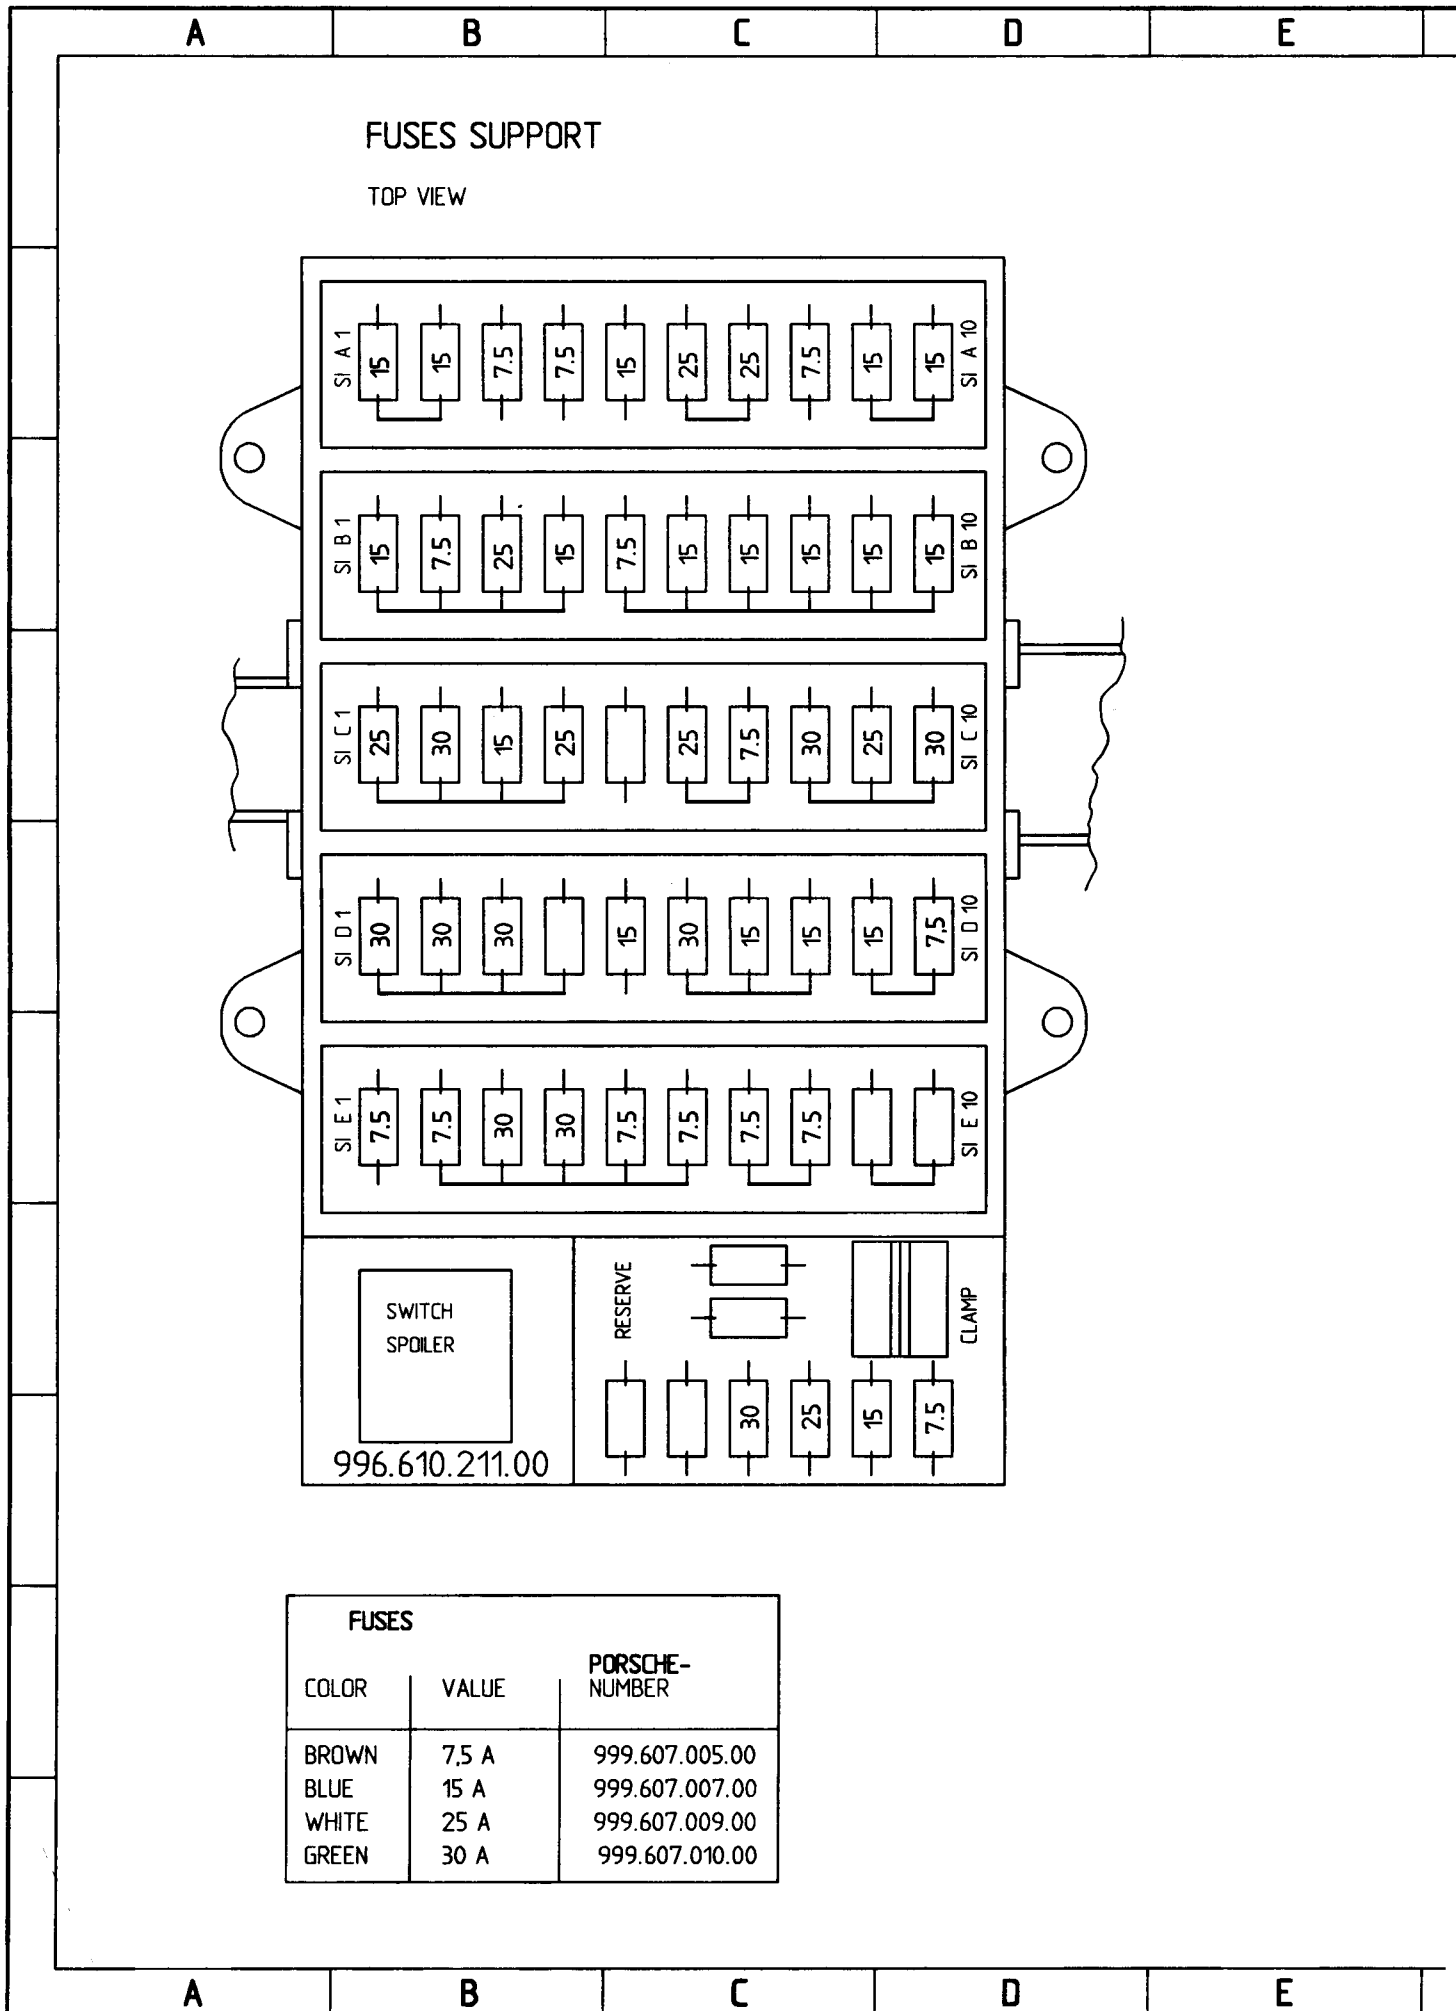 A B C D E
FUSES SUPPORT
TOP VIEW
SI A 1 15 15 7.5 7.5 15 25 25 7.5 15 15 SI A 10
SI B 1 15 7.5 25 15 7.5 15 15 15 15 15 SI B 10
SI C 1 25 30 15 25 25 7.5 30 25 30 SI C 10
SI D 1 30 30 30 15 30 15 15 15 7,5 SI D 10
SI E 1 7.5 7.5 30 30 7.5 7.5 7.5 7.5 SI E 10
SWITCH
SPOILER
996.610.211.00
RESERVE
CLAMP
30 25 15 7.5
FUSES
COLOR VALUE PORSCHE-
NUMBER
BROWN 7,5 A 999.607.005.00
BLUE 15 A 999.607.007.00
WHITE 25 A 999.607.009.00
GREEN 30 A 999.607.010.00
A B C D E